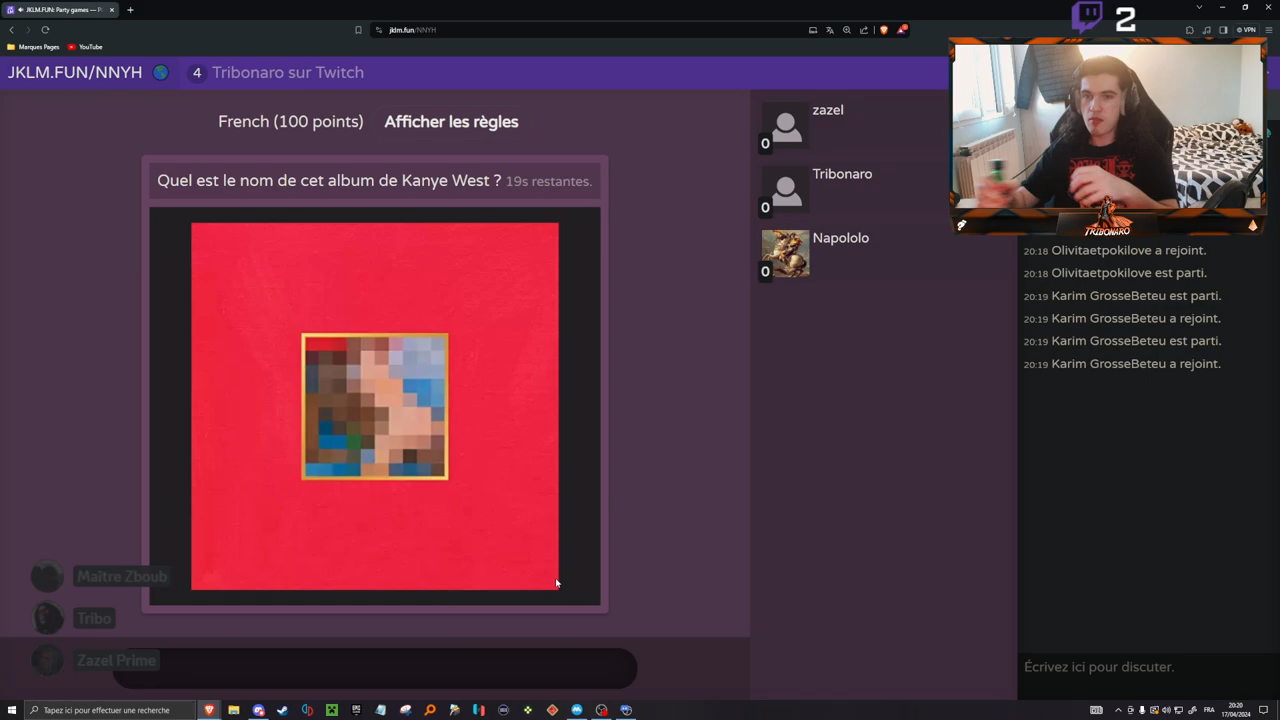 JKLM.FUN: Party games — P
jklm.fun/NNYH
VPN
Marques Pages
YouTube
2
JKLM.FUN/NNYH
4
Tribonaro sur Twitch
French (100 points)
Afficher les règles
Quel est le nom de cet album de Kanye West ? 19s restantes.
zazel
0
Tribonaro
0
Napololo
0
TRIBONARO
20:18 Olivitaetpokilove a rejoint.
20:18 Olivitaetpokilove est parti.
20:19 Karim GrosseBeteu est parti.
20:19 Karim GrosseBeteu a rejoint.
20:19 Karim GrosseBeteu est parti.
20:19 Karim GrosseBeteu a rejoint.
Maître Zboub
Tribo
Zazel Prime
Écrivez ici pour discuter.
Tapez ici pour effectuer une recherche
FRA
20:20
17/04/2024